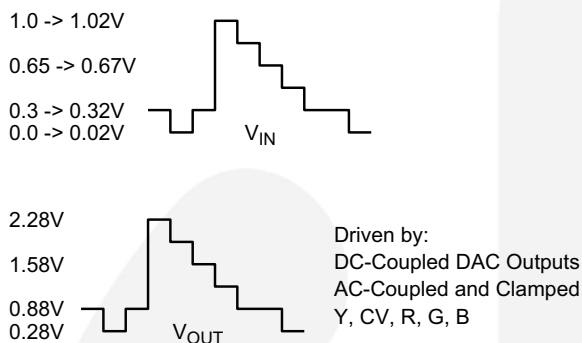 1.0 -> 1.02V
0.65 -> 0.67V
0.3 -> 0.32V
0.0 -> 0.02V
VIN
2.28V
1.58V
0.88V
0.28V
VOUT
Driven by:
DC-Coupled DAC Outputs
AC-Coupled and Clamped
Y, CV, R, G, B